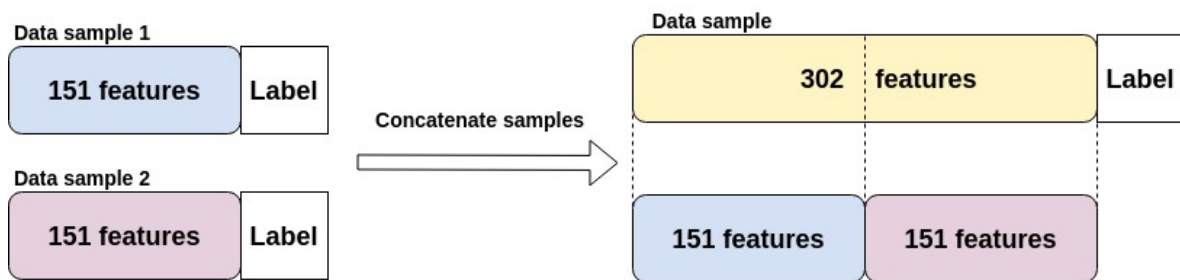 Data sample 1
151 features Label
Data sample 2
151 features Label
Concatenate samples
Data sample
302 features Label
151 features 151 features